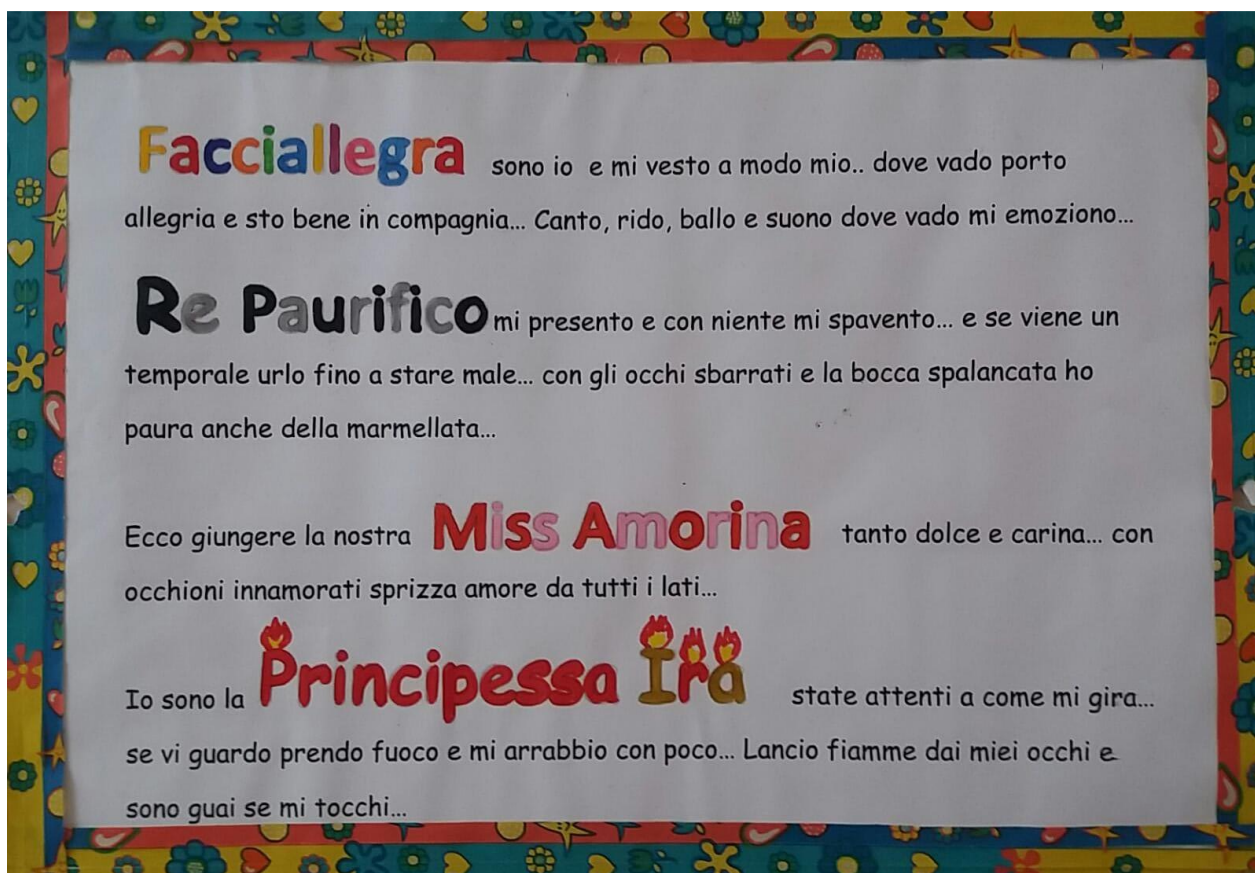 Facciallegra sono io e mi vesto a modo mio.. dove vado porto
allegria e sto bene in compagnia... Canto, rido, ballo e suono dove vado mi emoziono...
Re Paurifico mi presento e con niente mi spavento... e se viene un
temporale urlo fino a stare male... con gli occhi sbarrati e la bocca spalancata ho
paura anche della marmellata...
Ecco giungere la nostra Miss Amorina tanto dolce e carina... con
occhioni innamorati sprizza amore da tutti i lati...
Io sono la Principessa Ira state attenti a come mi gira...
se vi guardo prendo fuoco e mi arrabbio con poco... Lancio fiamme dai miei occhi e
sono guai se mi tocchi...